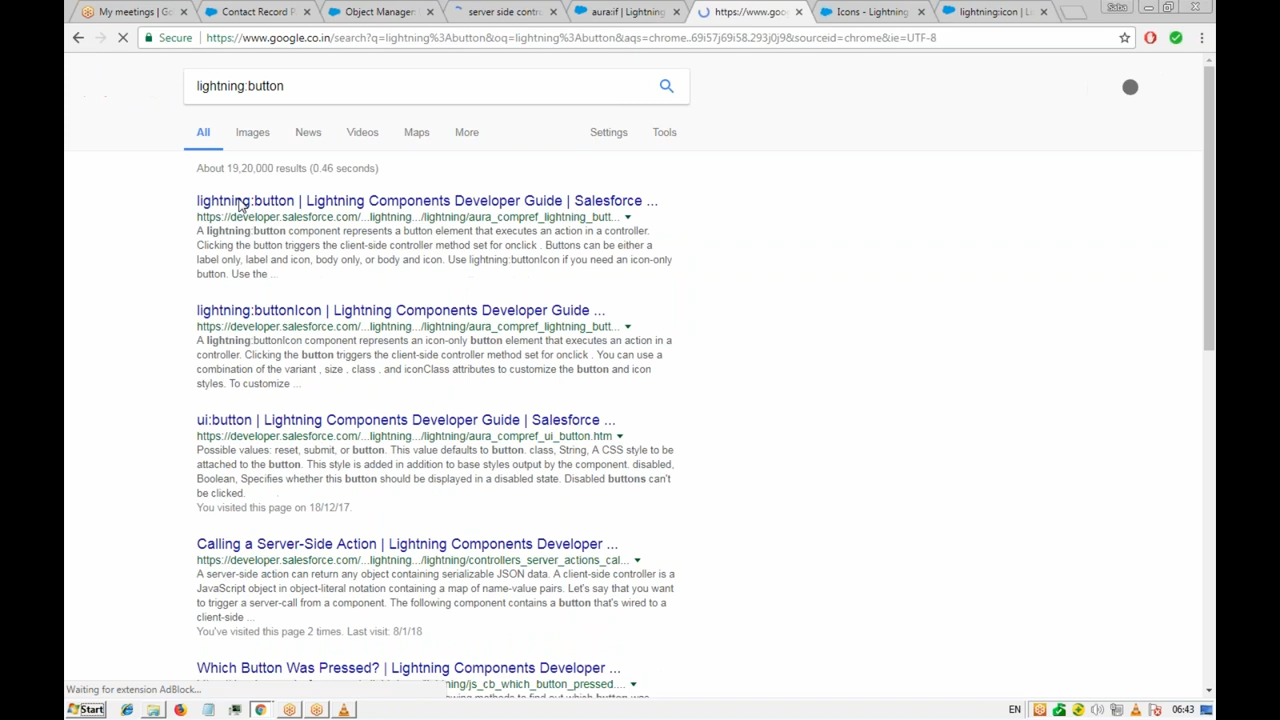 My meetings | G
Contact Record P
Object Manager
server side contr
aura:if | Lightning
https://www.goo
Icons - Lightning
lightning:icon | L
Saba
Secure
https://www.google.co.in/search?q=lightning%3Abutton&oq=lightning%3Abutton&aqs=chrome..69i57j69i58.293j0j9&sourceid=chrome&ie=UTF-8
lightning:button
All
Images
News
Videos
Maps
More
Settings
Tools
About 19,20,000 results (0.46 seconds)
lightning:button | Lightning Components Developer Guide | Salesforce ...
https://developer.salesforce.com/...lightning.../lightning/aura_compref_lightning_butt...
A lightning:button component represents a button element that executes an action in a controller.
Clicking the button triggers the client-side controller method set for onclick . Buttons can be either a
label only, label and icon, body only, or body and icon. Use lightning:buttonIcon if you need an icon-only
button. Use the ...
lightning:buttonIcon | Lightning Components Developer Guide ...
https://developer.salesforce.com/...lightning.../lightning/aura_compref_lightning_butt...
A lightning:buttonIcon component represents an icon-only button element that executes an action in a
controller. Clicking the button triggers the client-side controller method set for onclick . You can use a
combination of the variant , size , class , and iconClass attributes to customize the button and icon
styles. To customize ...
ui:button | Lightning Components Developer Guide | Salesforce ...
https://developer.salesforce.com/...lightning.../lightning/aura_compref_ui_button.htm
Possible values: reset, submit, or button. This value defaults to button. class, String, A CSS style to be
attached to the button. This style is added in addition to base styles output by the component. disabled,
Boolean, Specifies whether this button should be displayed in a disabled state. Disabled buttons can't
be clicked.
You visited this page on 18/12/17.
Calling a Server-Side Action | Lightning Components Developer ...
https://developer.salesforce.com/...lightning.../lightning/controllers_server_actions_cal...
A server-side action can return any object containing serializable JSON data. A client-side controller is a
JavaScript object in object-literal notation containing a map of name-value pairs. Let's say that you want
to trigger a server-call from a component. The following component contains a button that's wired to a
client-side ...
You've visited this page 2 times. Last visit: 8/1/18
Which Button Was Pressed? | Lightning Components Developer ...
ng/js_cb_which_button_pressed....
Waiting for extension AdBlock...
Start
EN
06:43